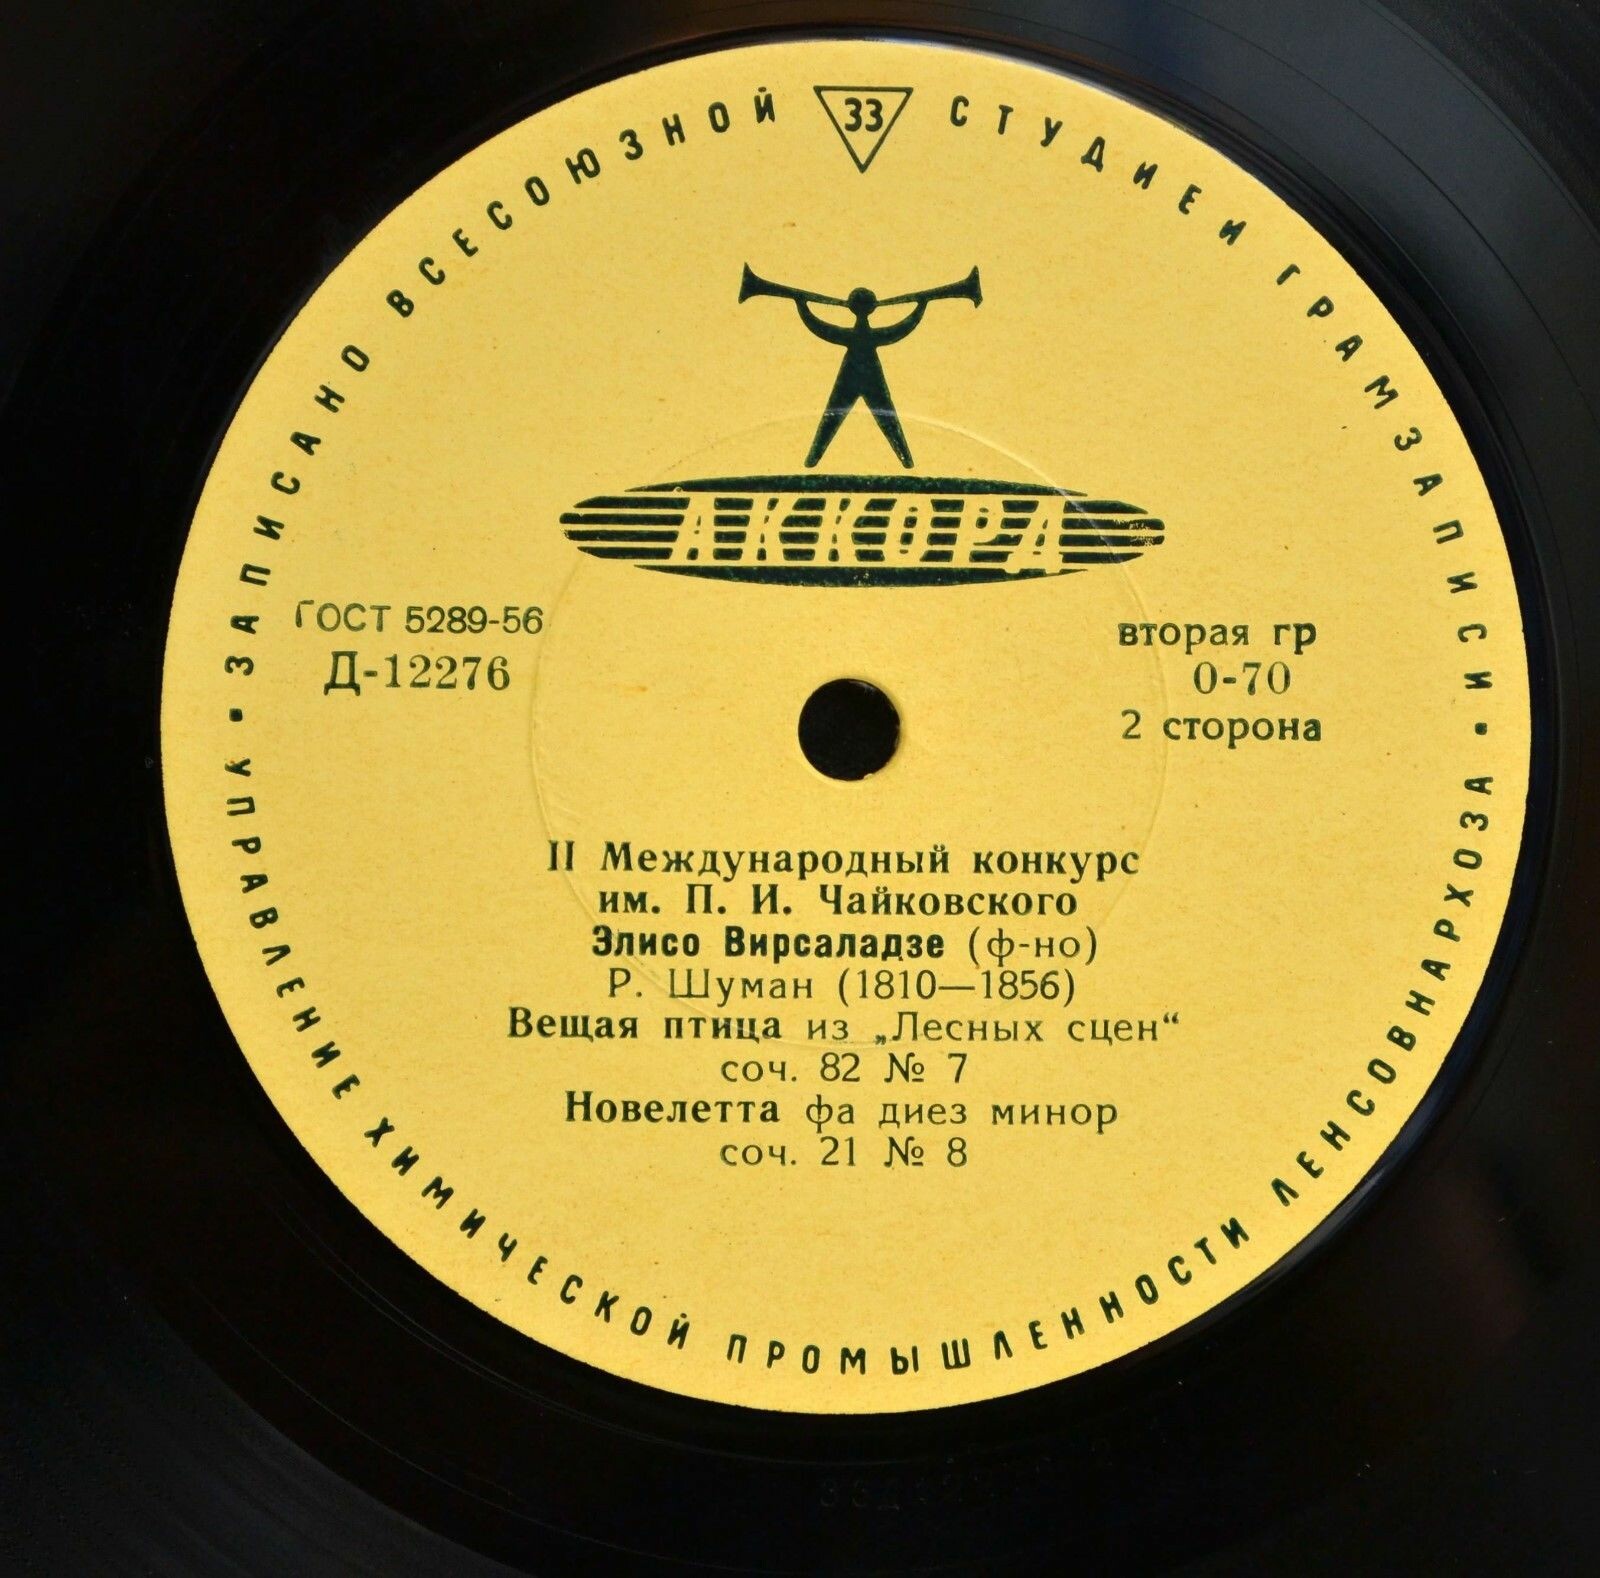 ЗАПИСАНО ВСЕСОЮЗНОЙ СТУДИЕЙ ГРАМЗАПИСИ
33
АККОРД
ГОСТ 5289-56
Д-12276
вторая гр
0-70
2 сторона
II Международный конкурс
им. П. И. Чайковского
Элисо Вирсаладзе (ф-но)
Р. Шуман (1810—1856)
Вещая птица из „Лесных сцен“
соч. 82 № 7
Новелетта фа диез минор
соч. 21 № 8
УПРАВЛЕНИЕ ХИМИЧЕСКОЙ ПРОМЫШЛЕННОСТИ ЛЕНСОВНАРХОЗА